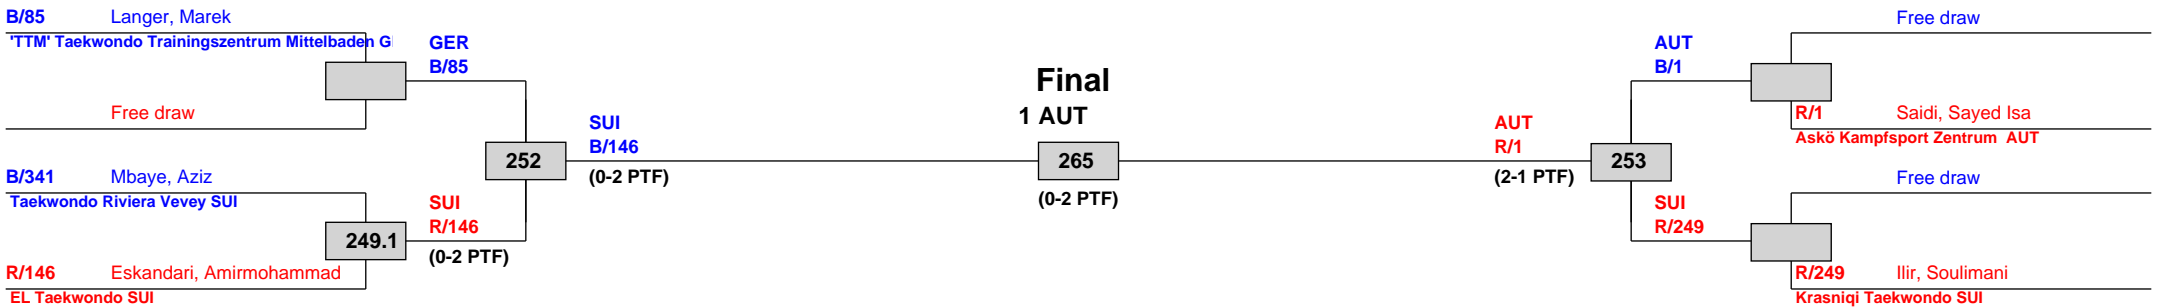 B/85 Langer, Marek
'TTM' Taekwondo Trainingszentrum Mittelbaden G
GER
B/85
Free draw
252
SUI
B/146
(0-2 PTF)
B/341 Mbaye, Aziz
Taekwondo Riviera Vevey SUI
249.1
SUI
R/146
(0-2 PTF)
R/146 Eskandari, Amirmohammad
EL Taekwondo SUI
Final
1 AUT
265
(0-2 PTF)
AUT
R/1
(2-1 PTF)
253
AUT
B/1
Free draw
R/1 Saidi, Sayed Isa
Askö Kampfsport Zentrum AUT
SUI
R/249
Free draw
R/249 Ilir, Soulimani
Krasniqi Taekwondo SUI